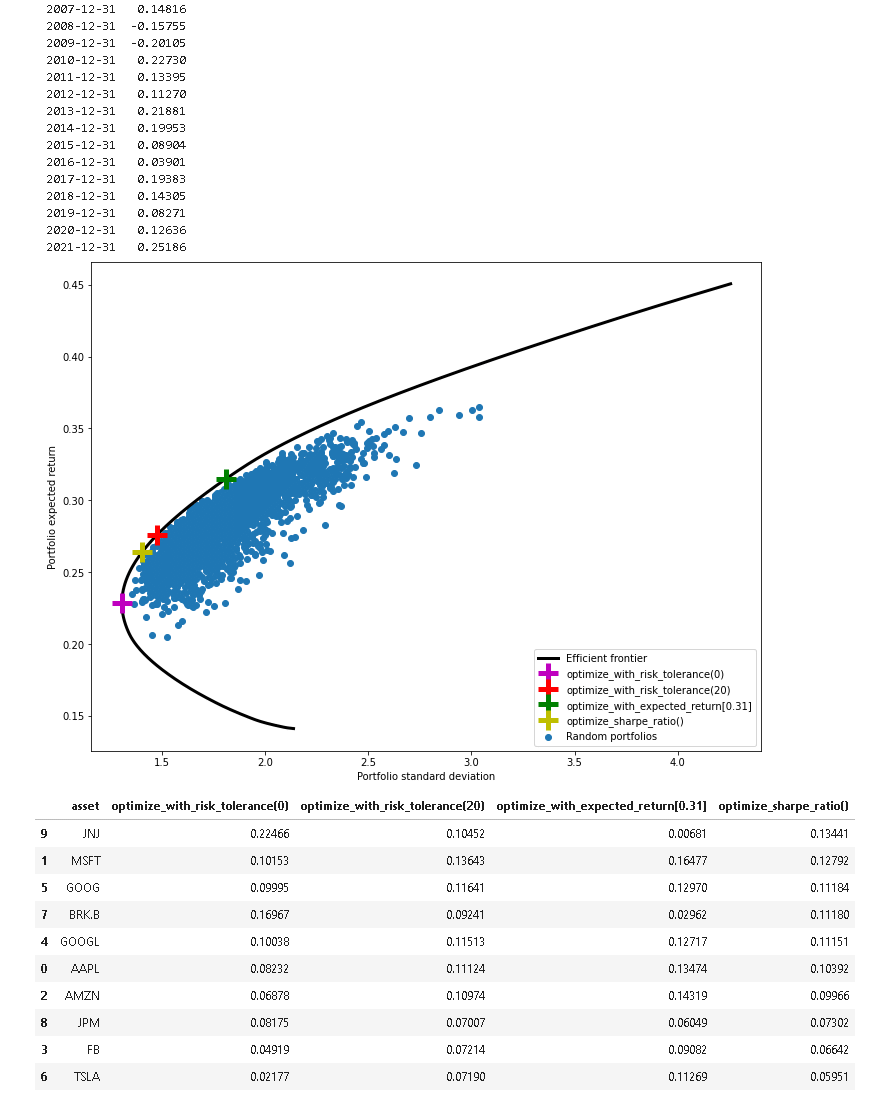 2007-12-31 0.14816
2008-12-31 -0.15755
2009-12-31 -0.20105
2010-12-31 0.22730
2011-12-31 0.13395
2012-12-31 0.11270
2013-12-31 0.21881
2014-12-31 0.19953
2015-12-31 0.08904
2016-12-31 0.03901
2017-12-31 0.19383
2018-12-31 0.14305
2019-12-31 0.08271
2020-12-31 0.12636
2021-12-31 0.25186
0.45
0.40
0.35
0.30
0.25
0.20
0.15
Portfolio expected return
Efficient frontier
optimize_with_risk_tolerance(0)
optimize_with_risk_tolerance(20)
optimize_with_expected_return[0.31]
optimize_sharpe_ratio()
Random portfolios
1.5 2.0 2.5 3.0 3.5 4.0
Portfolio standard deviation
asset optimize_with_risk_tolerance(0) optimize_with_risk_tolerance(20) optimize_with_expected_return[0.31] optimize_sharpe_ratio()
9 JNJ 0.22466 0.10452 0.00681 0.13441
1 MSFT 0.10153 0.13643 0.16477 0.12792
5 GOOG 0.09995 0.11641 0.12970 0.11184
7 BRK.B 0.16967 0.09241 0.02962 0.11180
4 GOOGL 0.10038 0.11513 0.12717 0.11151
0 AAPL 0.08232 0.11124 0.13474 0.10392
2 AMZN 0.06878 0.10974 0.14319 0.09966
8 JPM 0.08175 0.07007 0.06049 0.07302
3 FB 0.04919 0.07214 0.09082 0.06642
6 TSLA 0.02177 0.07190 0.11269 0.05951